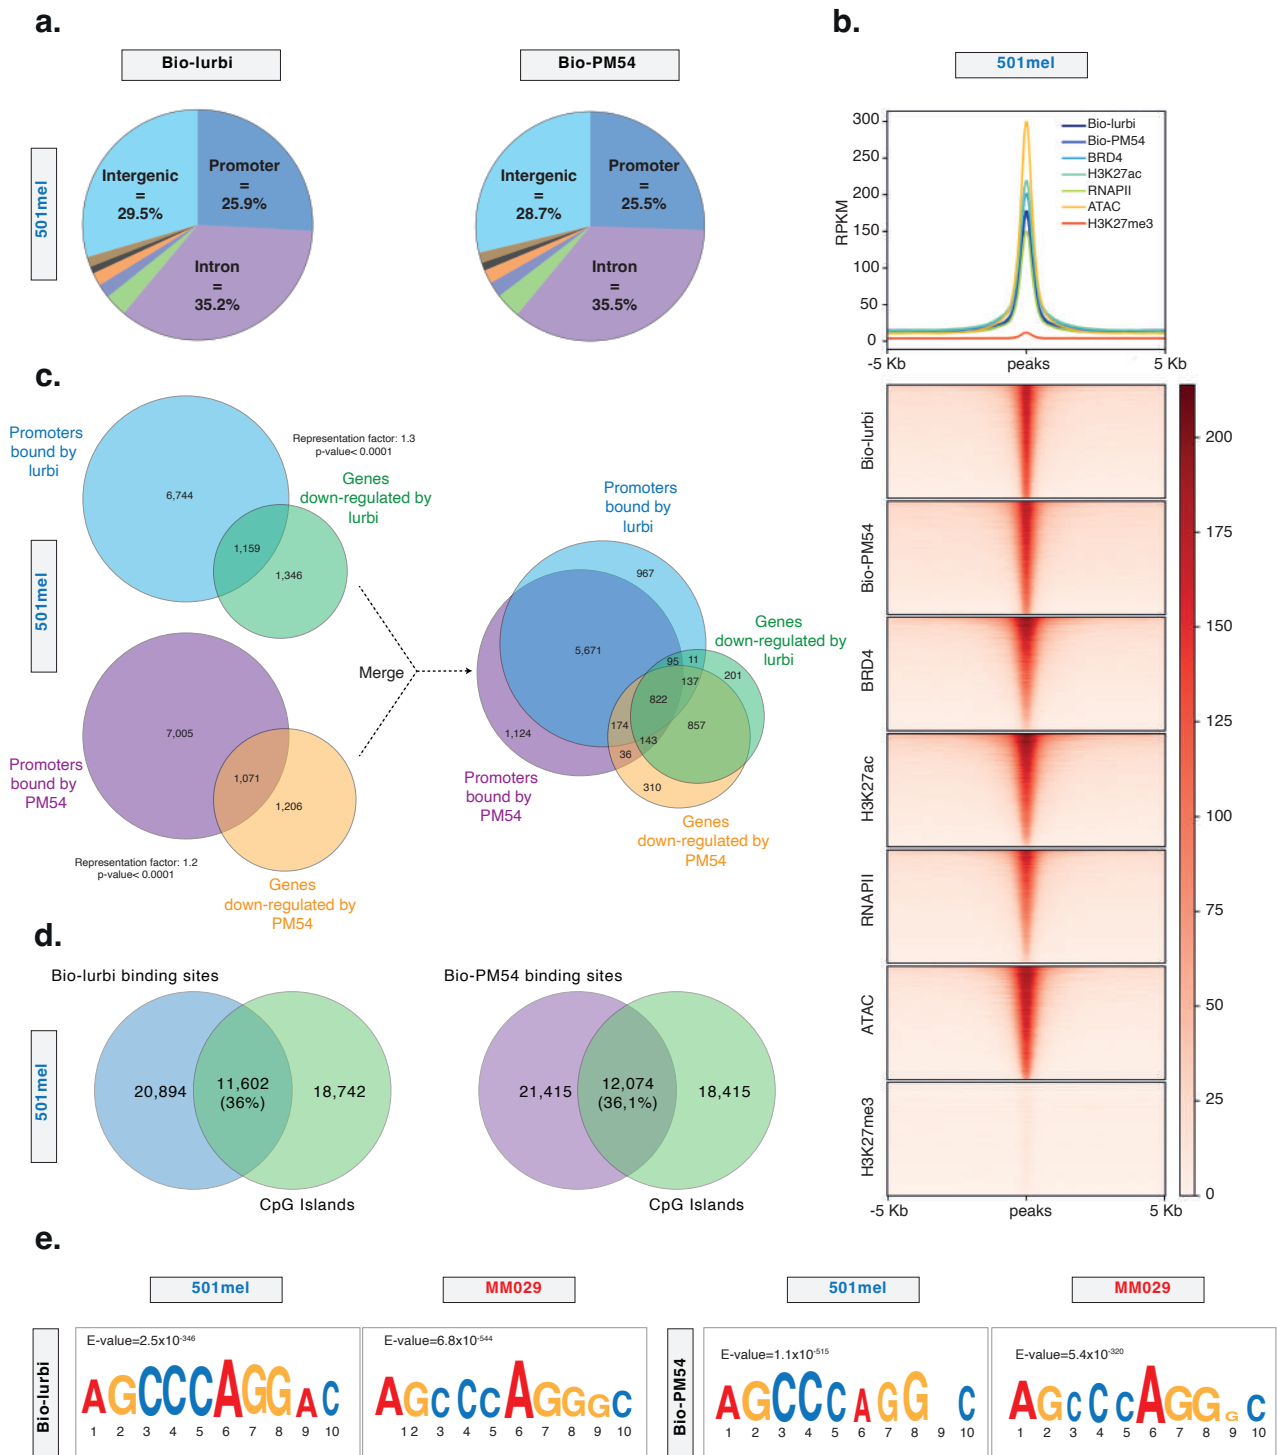 a.
Bio-lurbi
Bio-PM54
501mel
Intergenic
=
29.5%
Promoter
=
25.9%
Intron
=
35.2%
Intergenic
=
28.7%
Promoter
=
25.5%
Intron
=
35.5%
b.
501mel
RPKM
300
250
200
150
100
50
0
Bio-lurbi
Bio-PM54
BRD4
H3K27ac
RNAPII
ATAC
H3K27me3
-5 Kb
peaks
5 Kb
Bio-lurbi
Bio-PM54
BRD4
H3K27ac
RNAPII
ATAC
H3K27me3
200
175
150
125
100
75
50
25
0
-5 Kb
peaks
5 Kb
c.
501mel
Promoters
bound by
lurbi
6,744
Representation factor: 1.3
p-value< 0.0001
Genes
down-regulated by
lurbi
1,159
1,346
Promoters
bound by
PM54
7,005
1,071
1,206
Representation factor: 1.2
p-value< 0.0001
Genes
down-regulated by
PM54
Merge
Promoters
bound by
lurbi
967
5,671
Genes
down-regulated by
lurbi
95
11
137
201
822
174
857
1,124
143
36
310
Promoters
bound by
PM54
Genes
down-regulated by
PM54
d.
501mel
Bio-lurbi binding sites
20,894
11,602
(36%)
18,742
CpG Islands
Bio-PM54 binding sites
21,415
12,074
(36,1%)
18,415
CpG Islands
e.
Bio-lurbi
501mel
E-value=2.5x10-346
AGCCCAGGAC
1 2 3 4 5 6 7 8 9 10
MM029
E-value=6.8x10-544
AGCCCAGGGC
1 2 3 4 5 6 7 8 9 10
Bio-PM54
501mel
E-value=1.1x10-515
AGCCCAGG C
1 2 3 4 5 6 7 8 9 10
MM029
E-value=5.4x10-320
AGCCCAGGGC
1 2 3 4 5 6 7 8 9 10